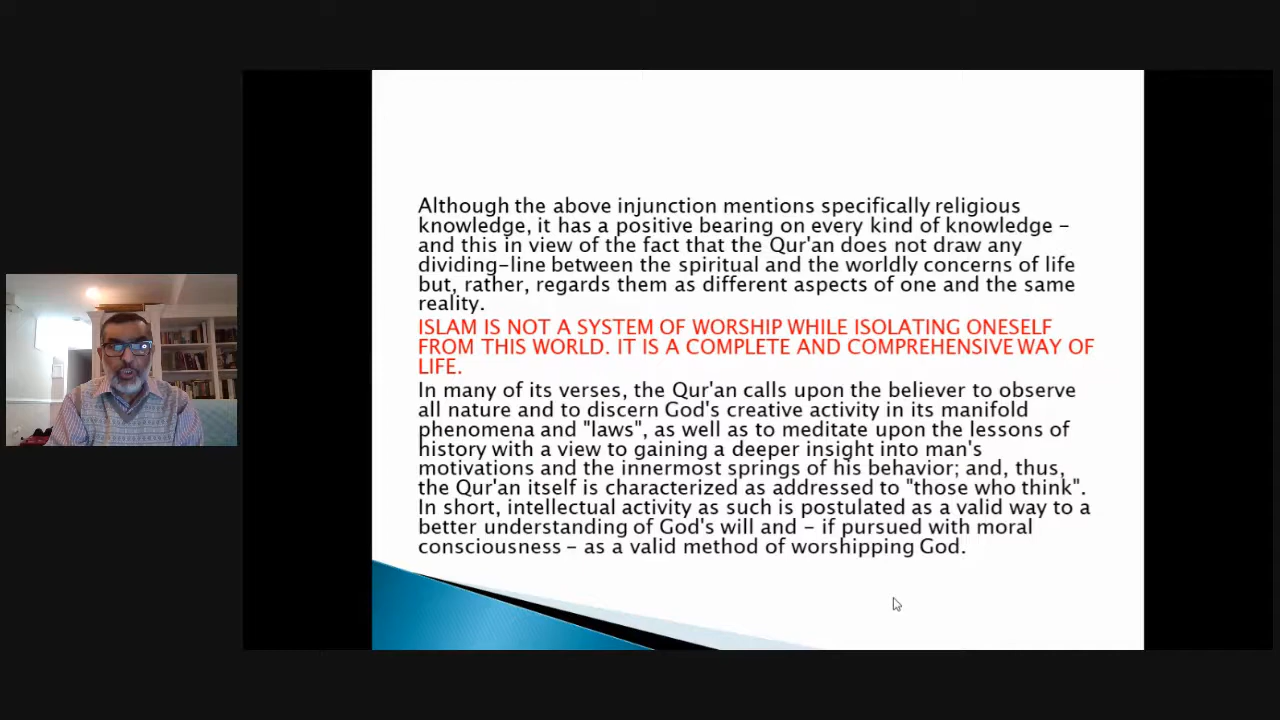 Although the above injunction mentions specifically religious
knowledge, it has a positive bearing on every kind of knowledge –
and this in view of the fact that the Qur'an does not draw any
dividing-line between the spiritual and the worldly concerns of life
but, rather, regards them as different aspects of one and the same
reality.
ISLAM IS NOT A SYSTEM OF WORSHIP WHILE ISOLATING ONESELF
FROM THIS WORLD. IT IS A COMPLETE AND COMPREHENSIVE WAY OF
LIFE.
In many of its verses, the Qur'an calls upon the believer to observe
all nature and to discern God's creative activity in its manifold
phenomena and "laws", as well as to meditate upon the lessons of
history with a view to gaining a deeper insight into man's
motivations and the innermost springs of his behavior; and, thus,
the Qur'an itself is characterized as addressed to "those who think".
In short, intellectual activity as such is postulated as a valid way to a
better understanding of God's will and – if pursued with moral
consciousness – as a valid method of worshipping God.